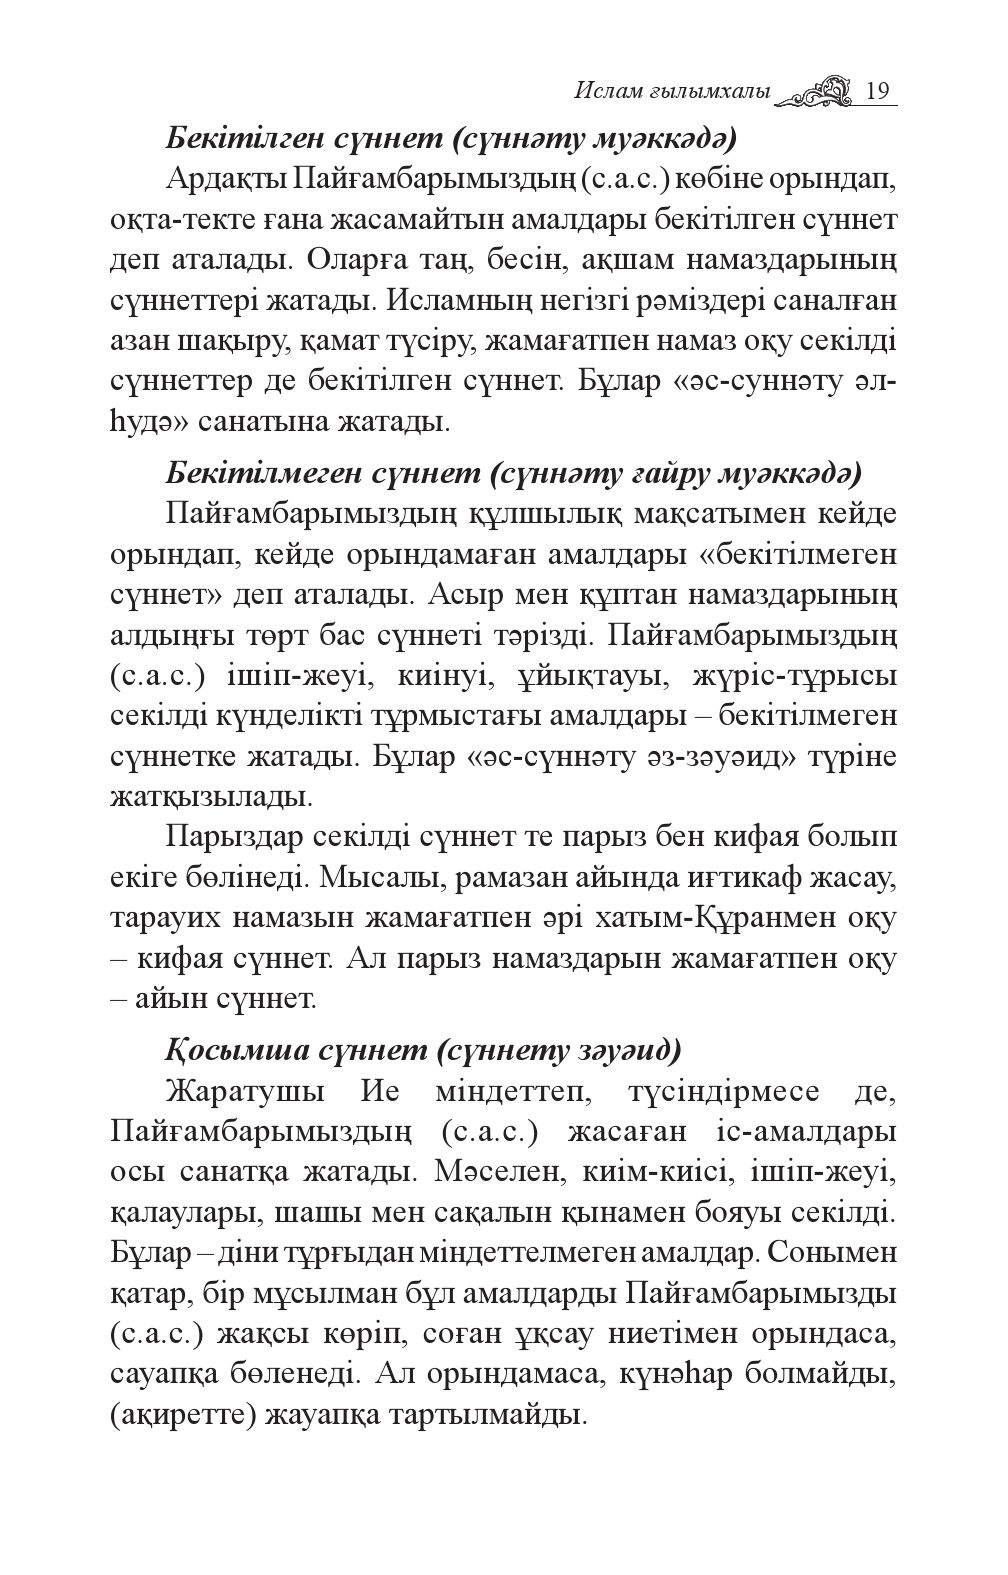 Ислам ғылымхалы 19
Бекітілген сүннет (сүннәту муәккәдә)
Ардақты Пайғамбарымыздың (с.а.с.) көбіне орындап,
оқта-текте ғана жасамайтын амалдары бекітілген сүннет
деп аталады. Оларға таң, бесін, ақшам намаздарының
сүннеттері жатады. Исламның негізгі рәміздері саналған
азан шақыру, қамат түсіру, жамағатпен намаз оқу секілді
сүннеттер де бекітілген сүннет. Бұлар «әс-суннәту әл-
һудә» санатына жатады.
Бекітілмеген сүннет (сүннәту ғайру муәккәдә)
Пайғамбарымыздың құлшылық мақсатымен кейде
орындап, кейде орындамаған амалдары «бекітілмеген
сүннет» деп аталады. Асыр мен құптан намаздарының
алдыңғы төрт бас сүннеті тәрізді. Пайғамбарымыздың
(с.а.с.) ішіп-жеуі, киінуі, ұйықтауы, жүріс-тұрысы
секілді күнделікті тұрмыстағы амалдары – бекітілмеген
сүннетке жатады. Бұлар «әс-сүннәту әз-зәуәид» түріне
жатқызылады.
Парыздар секілді сүннет те парыз бен кифая болып
екіге бөлінеді. Мысалы, рамазан айында иғтикаф жасау,
тарауих намазын жамағатпен әрі хатым-Құранмен оқу
– кифая сүннет. Ал парыз намаздарын жамағатпен оқу
– айын сүннет.
Қосымша сүннет (сүннету зәуәид)
Жаратушы Ие міндеттеп, түсіндірмесе де,
Пайғамбарымыздың (с.а.с.) жасаған іс-амалдары
осы санатқа жатады. Мәселен, киім-киісі, ішіп-жеуі,
қалаулары, шашы мен сақалын қынамен бояуы секілді.
Бұлар – діни тұрғыдан міндеттелмеген амалдар. Сонымен
қатар, бір мұсылман бұл амалдарды Пайғамбарымызды
(с.а.с.) жақсы көріп, соған ұқсау ниетімен орындаса,
сауапқа бөленеді. Ал орындамаса, күнәһар болмайды,
(ақиретте) жауапқа тартылмайды.